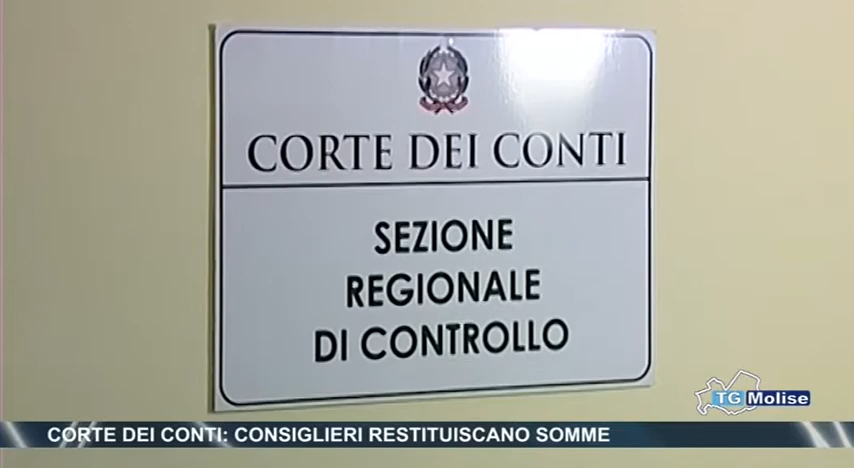 CORTE DEI CONTI
SEZIONE
REGIONALE
DI CONTROLLO
TG Molise
CORTE DEI CONTI: CONSIGLIERI RESTITUISCANO SOMME